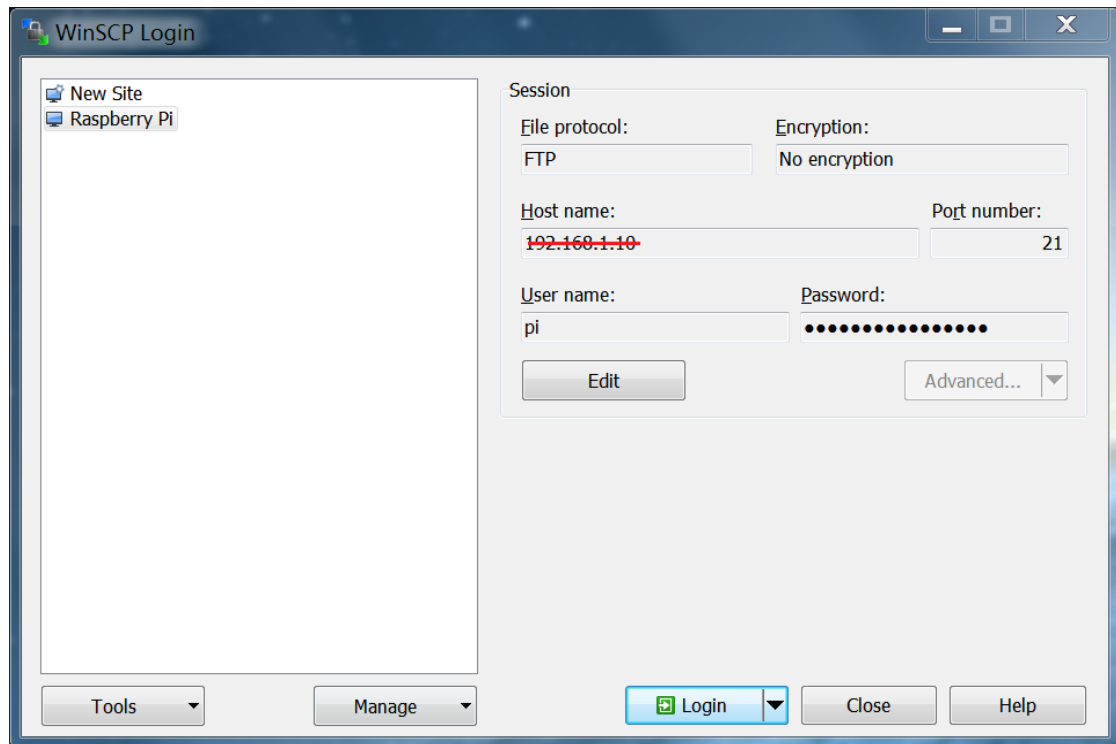 WinSCP Login
New Site
Raspberry Pi
Session
File protocol:
Encryption:
FTP
No encryption
Host name:
Port number:
192.168.1.10
21
User name:
Password:
pi
••••••••••••••••
Edit
Advanced...
Tools
Manage
Login
Close
Help